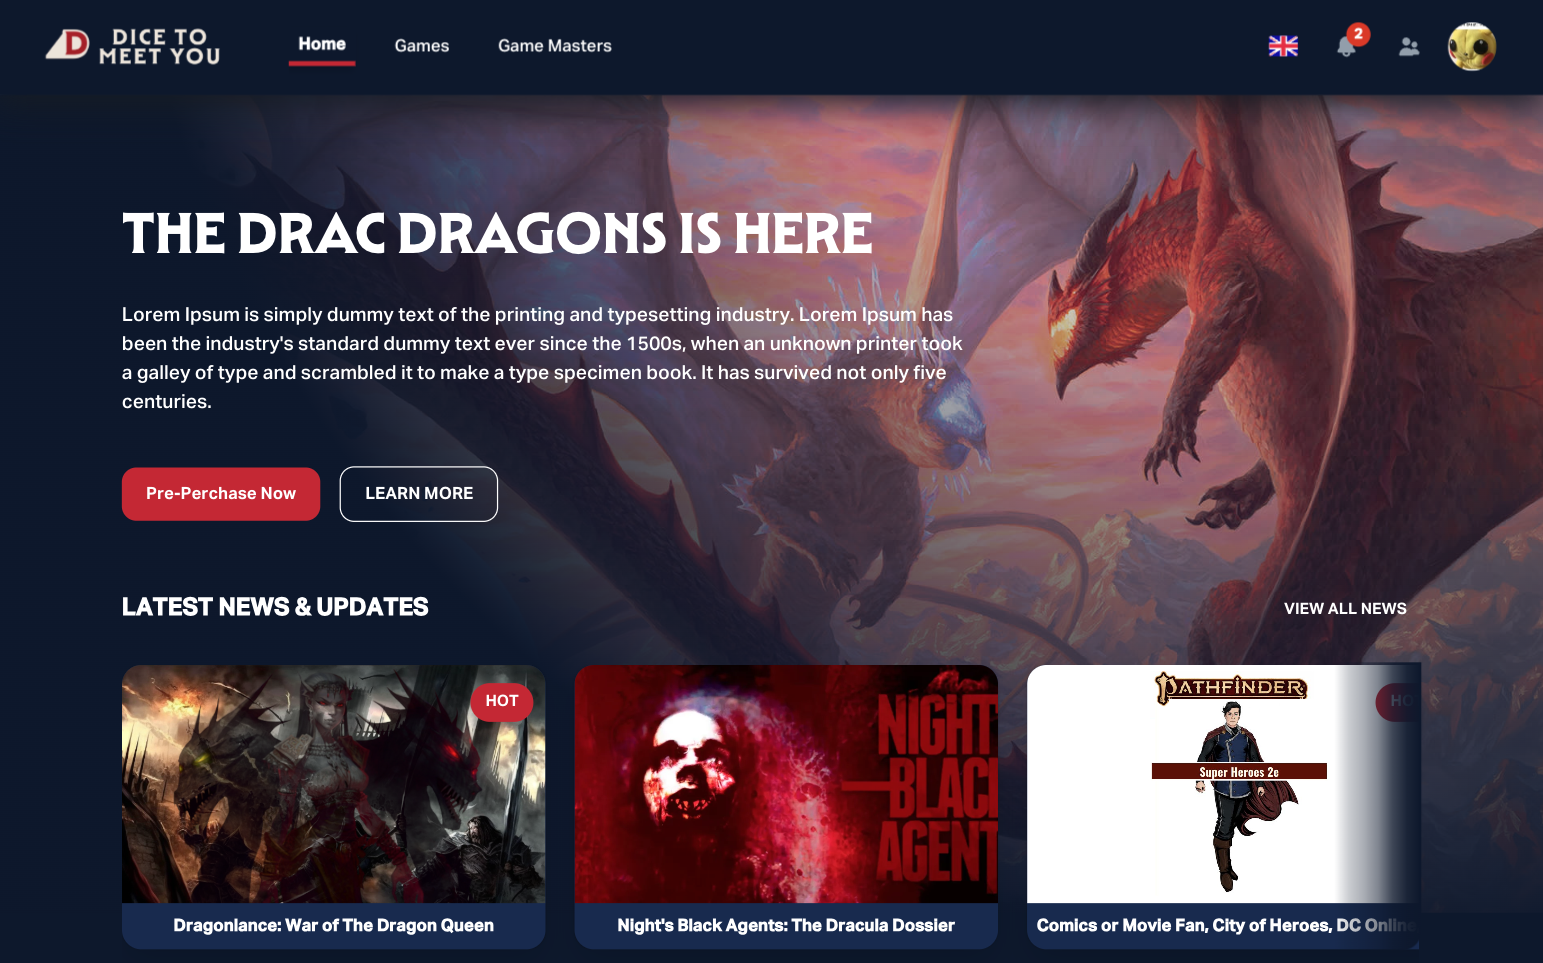 DICE TO
MEET YOU
Home
Games
Game Masters
2
THE DRAC DRAGONS IS HERE
Lorem Ipsum is simply dummy text of the printing and typesetting industry. Lorem Ipsum has
been the industry's standard dummy text ever since the 1500s, when an unknown printer took
a galley of type and scrambled it to make a type specimen book. It has survived not only five
centuries.
Pre-Perchase Now
LEARN MORE
LATEST NEWS & UPDATES
VIEW ALL NEWS
HOT
NIGHT'
BLACK
AGENT
PATHFINDER
Super Heroes 2e
HO
Dragonlance: War of The Dragon Queen
Night's Black Agents: The Dracula Dossier
Comics or Movie Fan, City of Heroes, DC Online